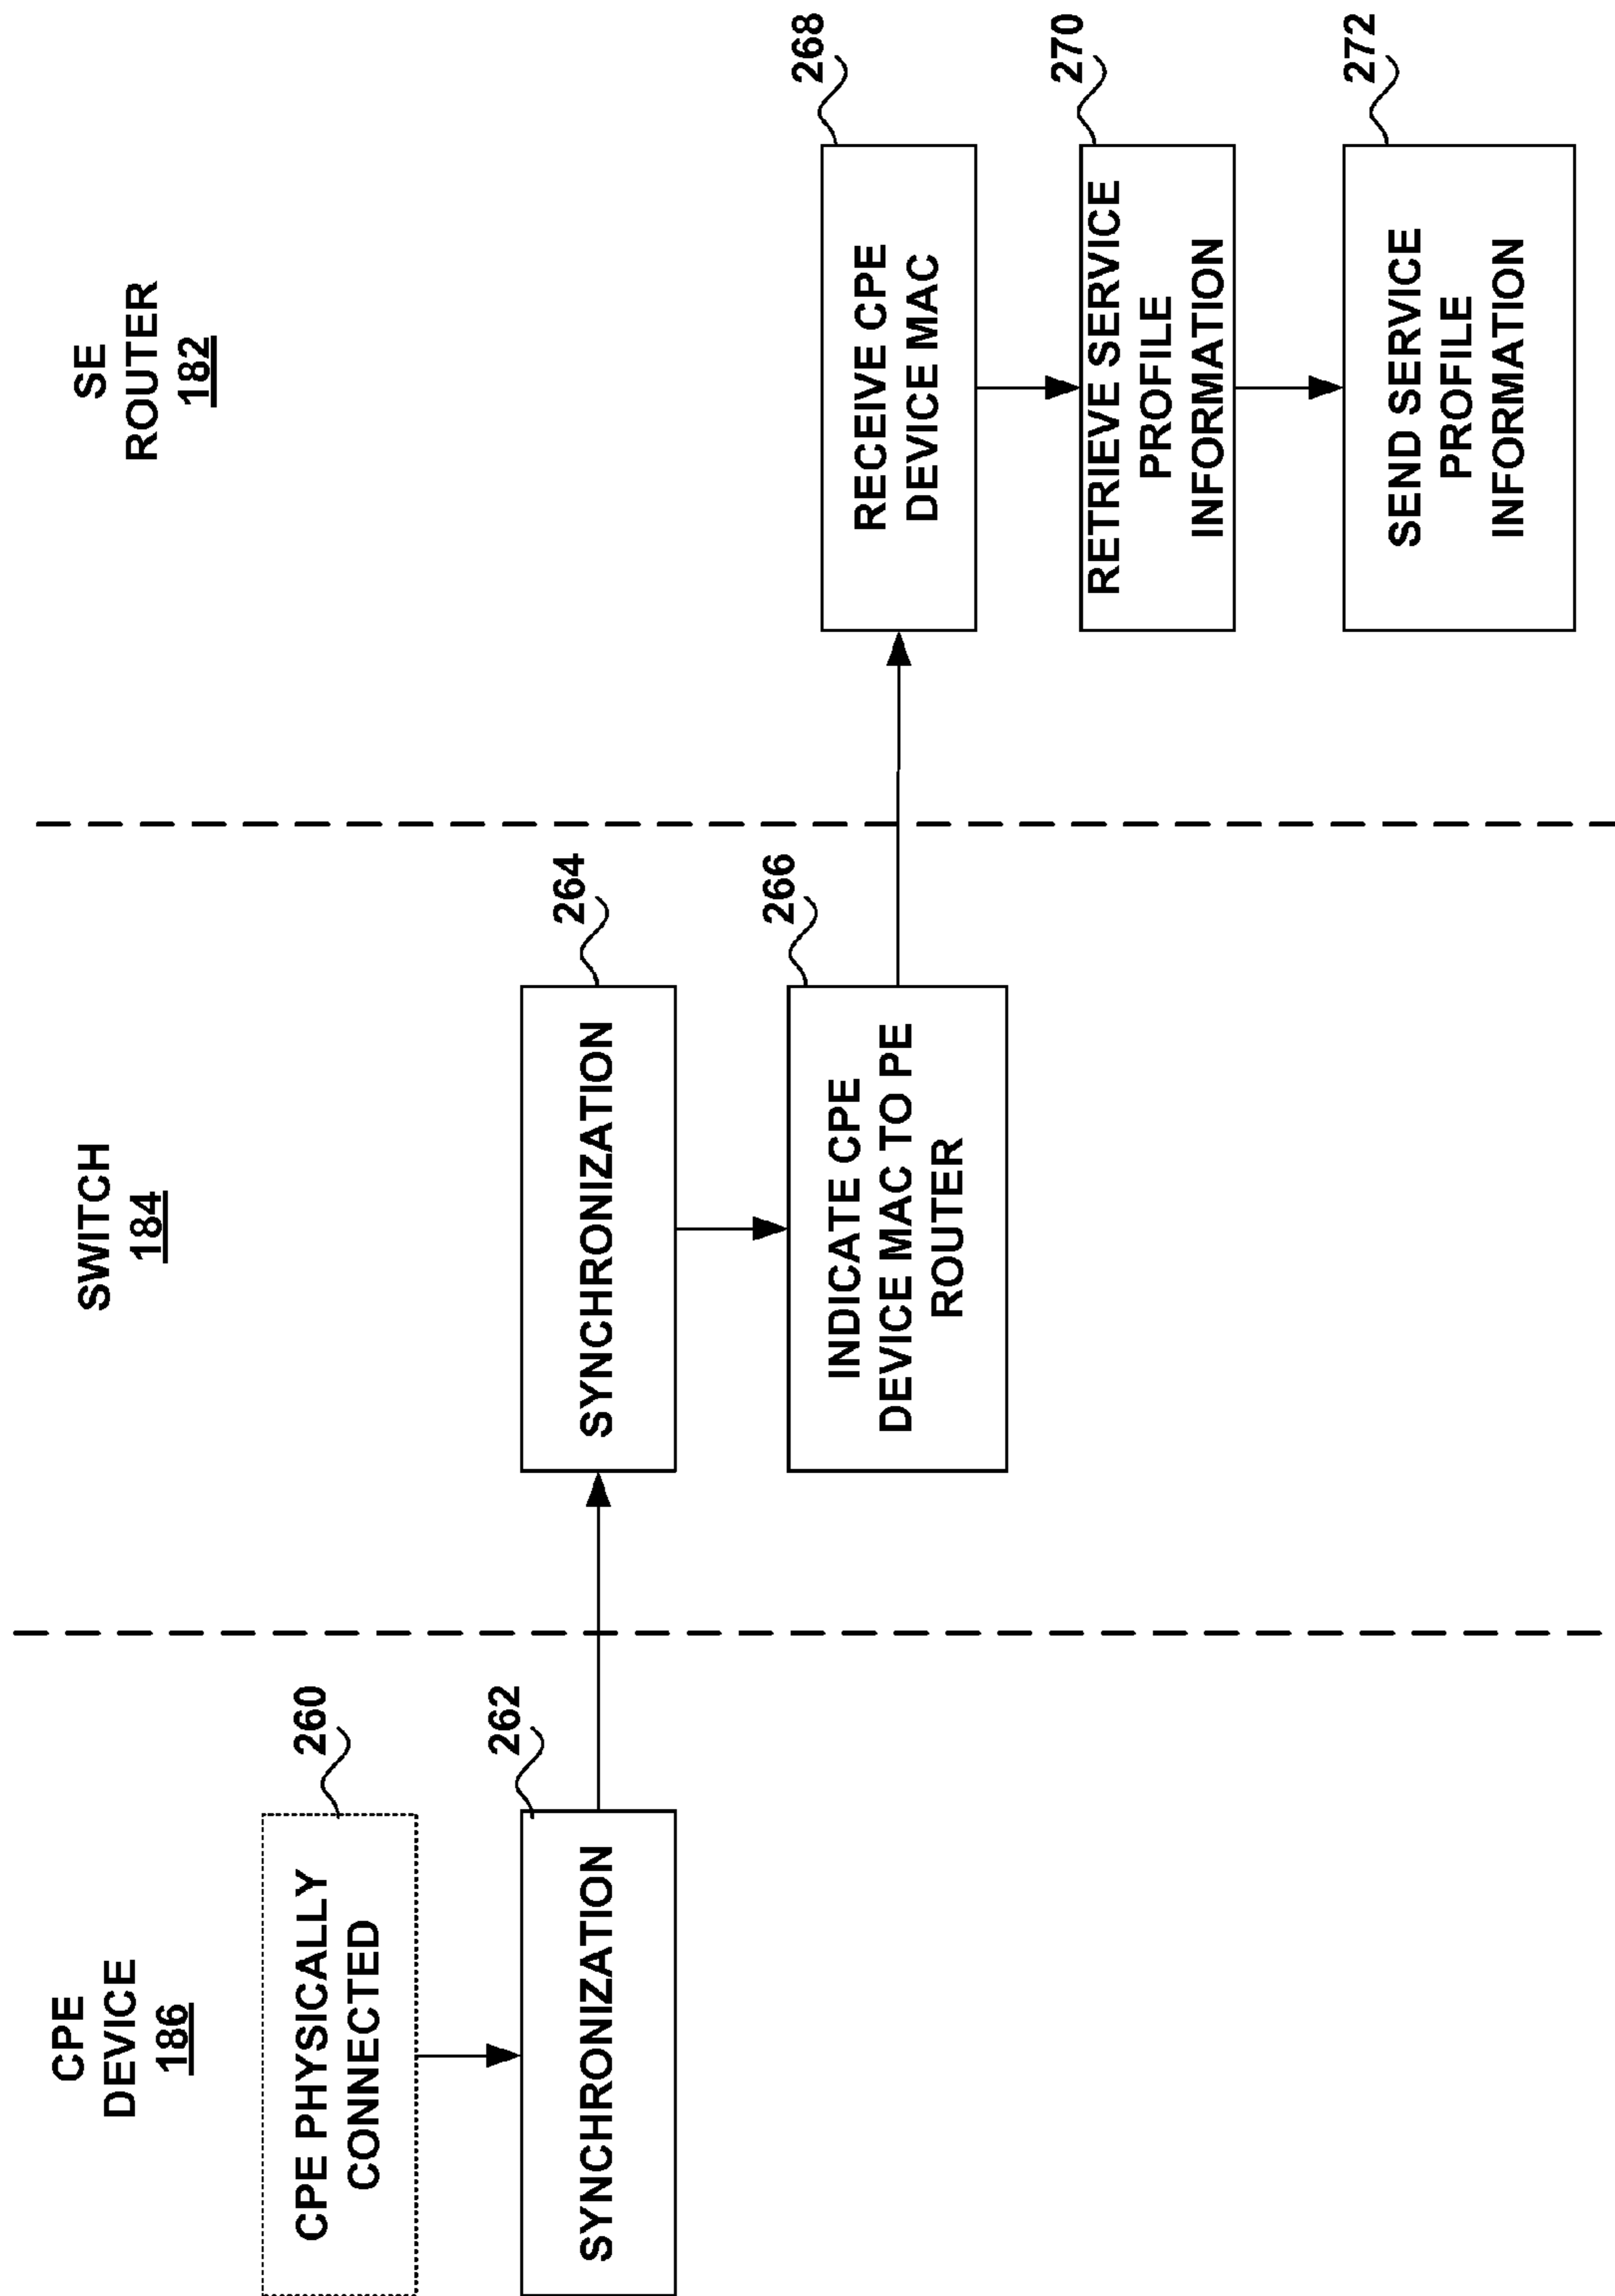 CPE
DEVICE
186
SWITCH
184
SE
ROUTER
182
260
CPE PHYSICALLY
CONNECTED
262
SYNCHRONIZATION
264
SYNCHRONIZATION
266
INDICATE CPE
DEVICE MAC TO PE
ROUTER
268
RECEIVE CPE
DEVICE MAC
270
RETRIEVE SERVICE
PROFILE
INFORMATION
272
SEND SERVICE
PROFILE
INFORMATION